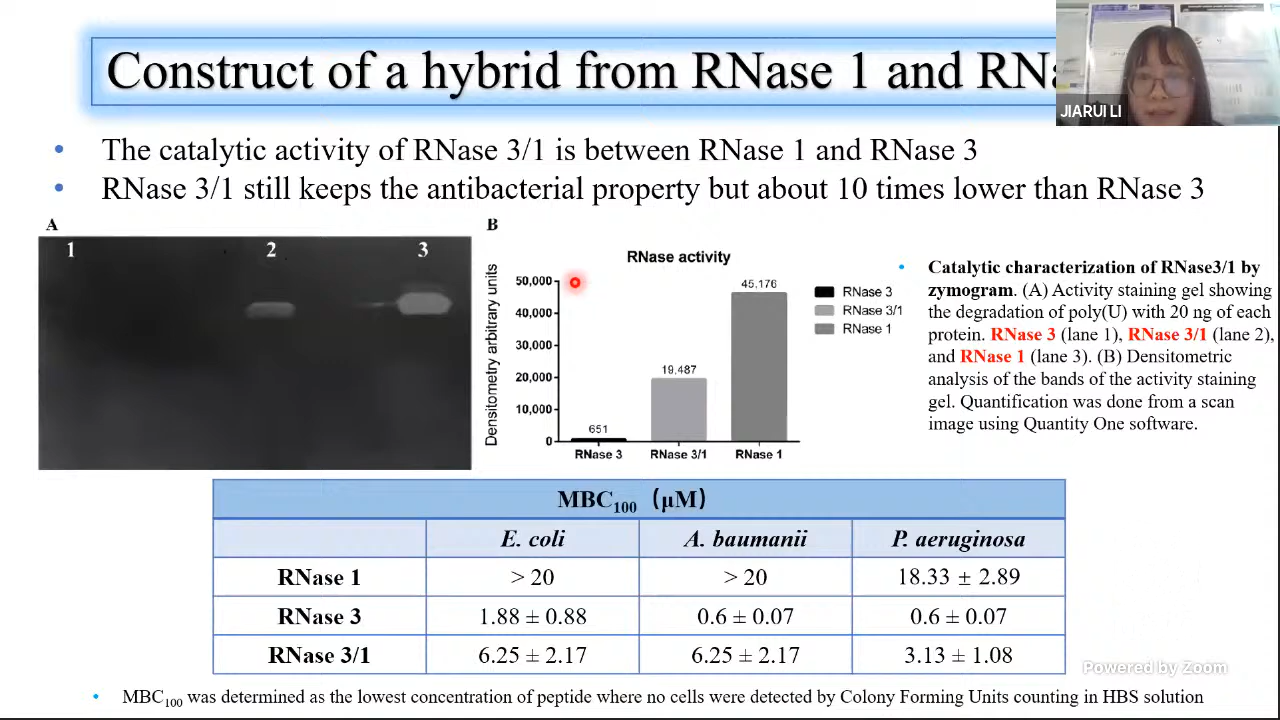 Construct of a hybrid from RNase 1 and RNa
JIARUI LI
• The catalytic activity of RNase 3/1 is between RNase 1 and RNase 3
• RNase 3/1 still keeps the antibacterial property but about 10 times lower than RNase 3
A
1 2 3
B
RNase activity
Densitometry arbitrary units
50,000
40,000
30,000
20,000
10,000
0
651
19,487
45,176
RNase 3 RNase 3/1 RNase 1
RNase 3
RNase 3/1
RNase 1
• Catalytic characterization of RNase3/1 by
zymogram. (A) Activity staining gel showing
the degradation of poly(U) with 20 ng of each
protein. RNase 3 (lane 1), RNase 3/1 (lane 2),
and RNase 1 (lane 3). (B) Densitometric
analysis of the bands of the activity staining
gel. Quantification was done from a scan
image using Quantity One software.
MBC100（μM）
E. coli A. baumanii P. aeruginosa
RNase 1 > 20 > 20 18.33 ± 2.89
RNase 3 1.88 ± 0.88 0.6 ± 0.07 0.6 ± 0.07
RNase 3/1 6.25 ± 2.17 6.25 ± 2.17 3.13 ± 1.08
Powered by Zoom
• MBC100 was determined as the lowest concentration of peptide where no cells were detected by Colony Forming Units counting in HBS solution